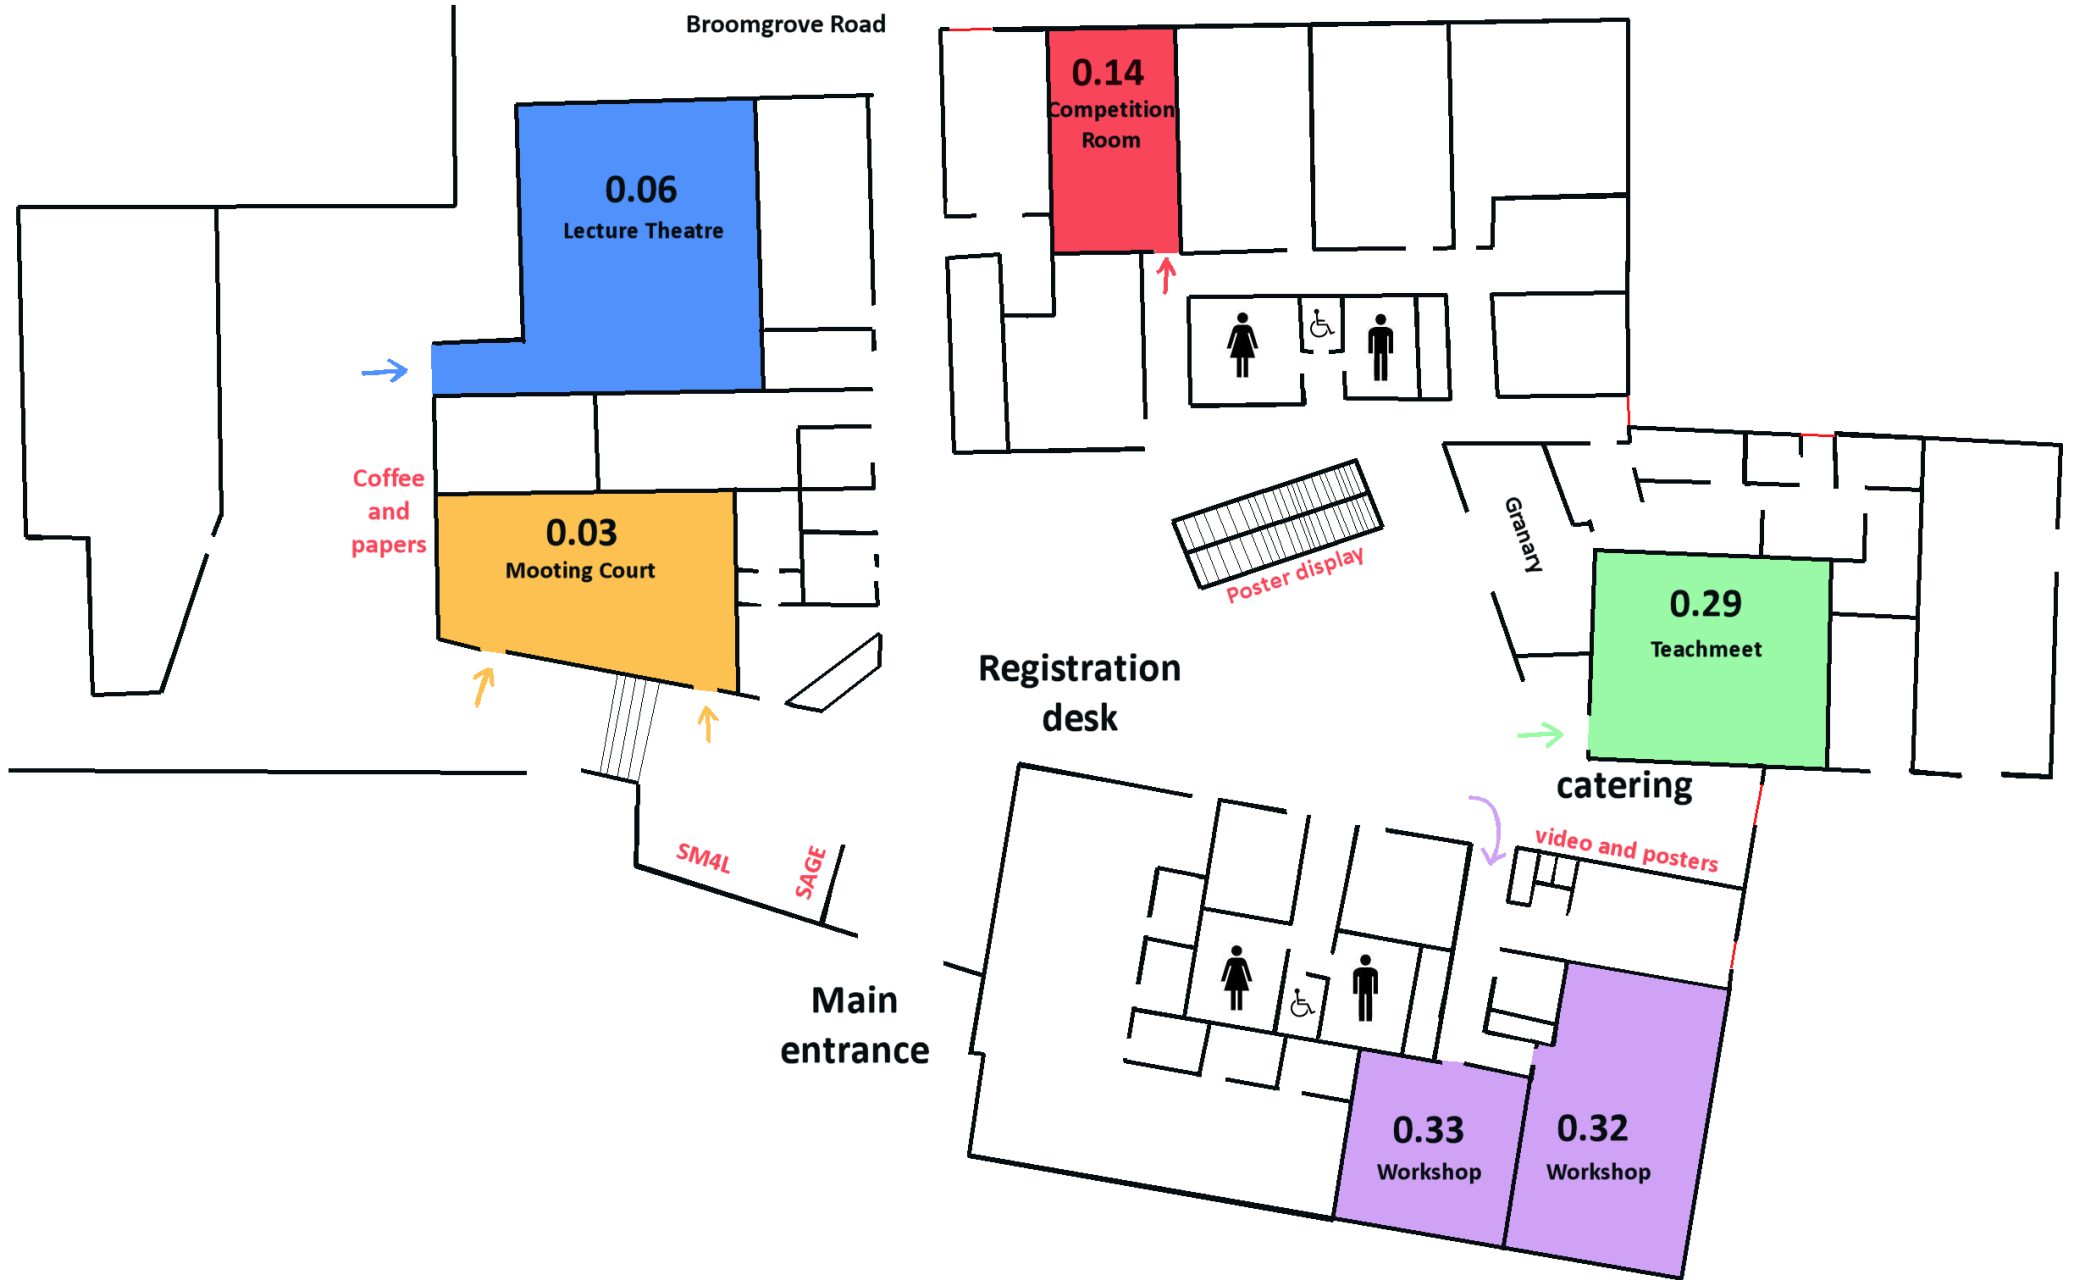 Broomgrove Road
0.14
Competition
Room
0.06
Lecture Theatre
Coffee
and
papers
0.03
Mooting Court
Poster display
Granary
0.29
Teachmeet
Registration
desk
catering
video and posters
SM4L
SAGE
Main
entrance
0.33
Workshop
0.32
Workshop